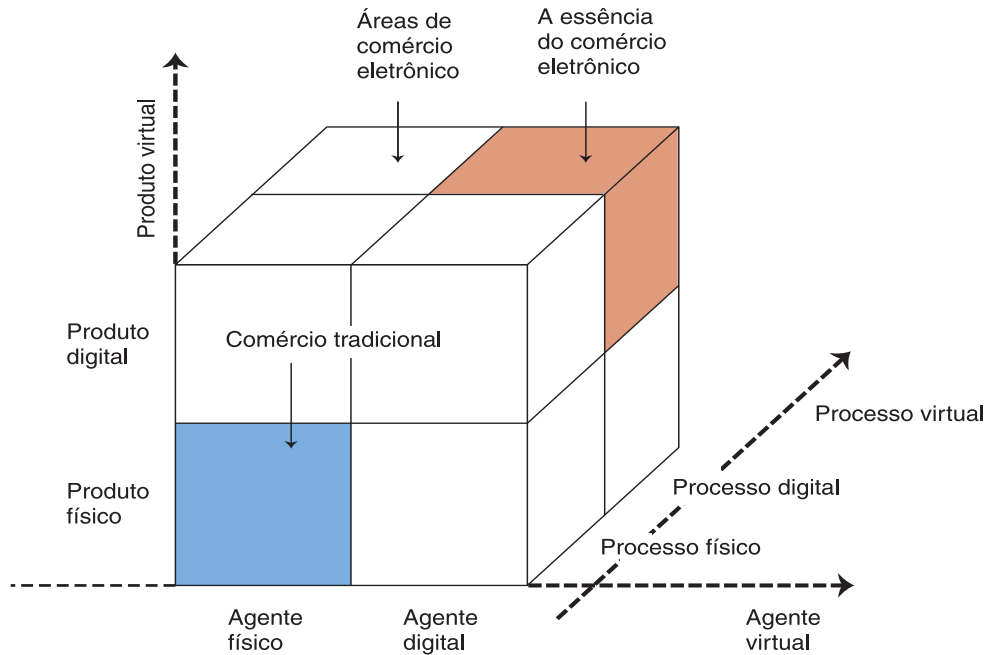 Áreas de
comércio
eletrônico
A essência
do comércio
eletrônico
Produto virtual
Produto
digital
Comércio tradicional
Processo virtual
Produto
físico
Processo digital
Processo físico
Agente
físico
Agente
digital
Agente
virtual